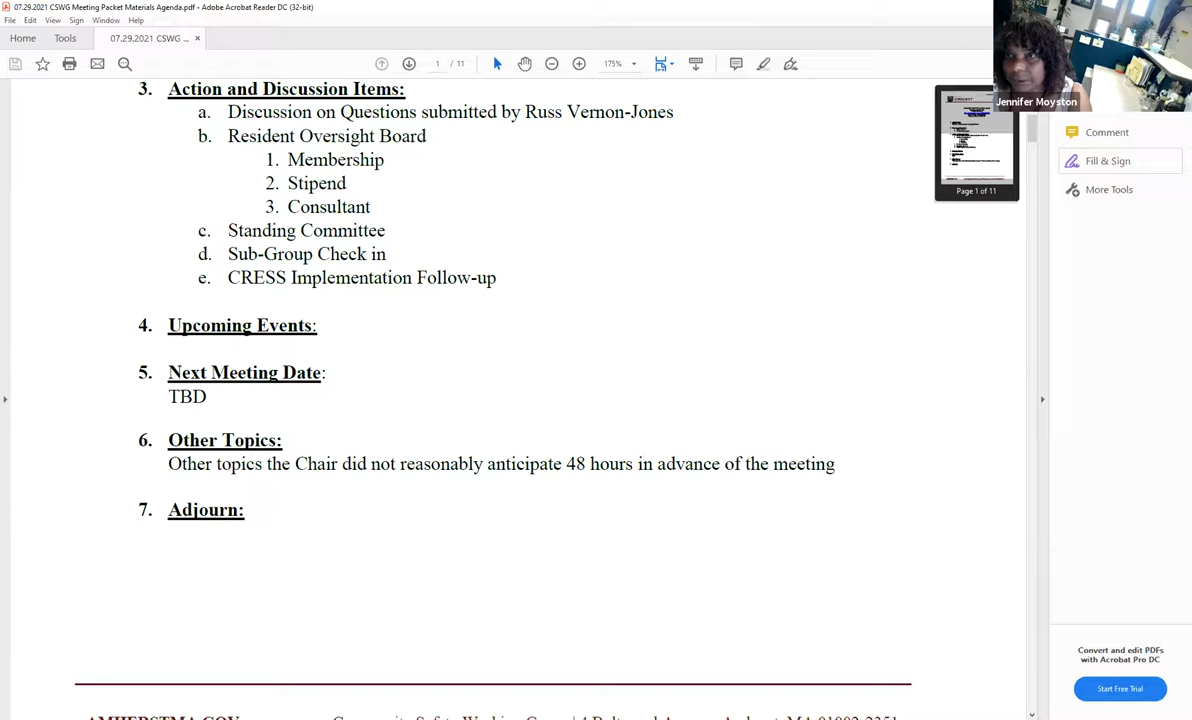 07.29.2021 CSWG Meeting Packet Materials Agenda.pdf - Adobe Acrobat Reader DC (32-bit)
File Edit View Sign Window Help
Home Tools 07.29.2021 CSWG ... ×
1 / 11 175%
Jennifer Moyston
3. Action and Discussion Items:
a. Discussion on Questions submitted by Russ Vernon-Jones
b. Resident Oversight Board
1. Membership
2. Stipend
3. Consultant
c. Standing Committee
d. Sub-Group Check in
e. CRESS Implementation Follow-up
4. Upcoming Events:
5. Next Meeting Date:
TBD
6. Other Topics:
Other topics the Chair did not reasonably anticipate 48 hours in advance of the meeting
7. Adjourn:
Page 1 of 11
Comment
Fill & Sign
More Tools
Convert and edit PDFs
with Acrobat Pro DC
Start Free Trial